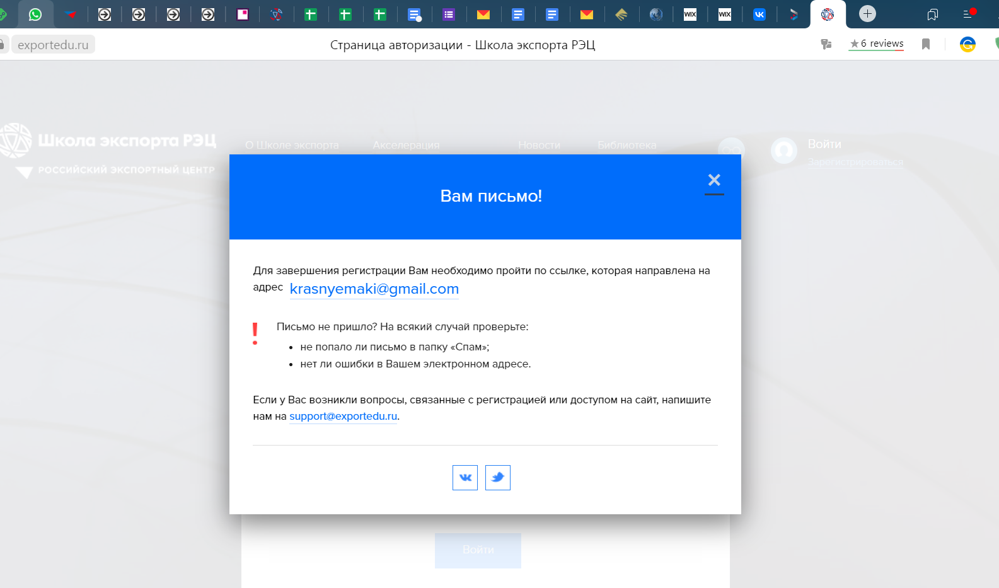 exportedu.ru
Страница авторизации - Школа экспорта РЭЦ
6 reviews
WIX
WIX
Школа экспорта РЭЦ
РОССИЙСКИЙ ЭКСПОРТНЫЙ ЦЕНТР
О Школе экспорта
Акселерация
Новости
Библиотека
Войти
Зарегистрироваться
Вам письмо!
Для завершения регистрации Вам необходимо пройти по ссылке, которая направлена на
адрес krasnyemaki@gmail.com
Письмо не пришло? На всякий случай проверьте:
• не попало ли письмо в папку «Спам»;
• нет ли ошибки в Вашем электронном адресе.
Если у Вас возникли вопросы, связанные с регистрацией или доступом на сайт, напишите
нам на support@exportedu.ru.
Войти